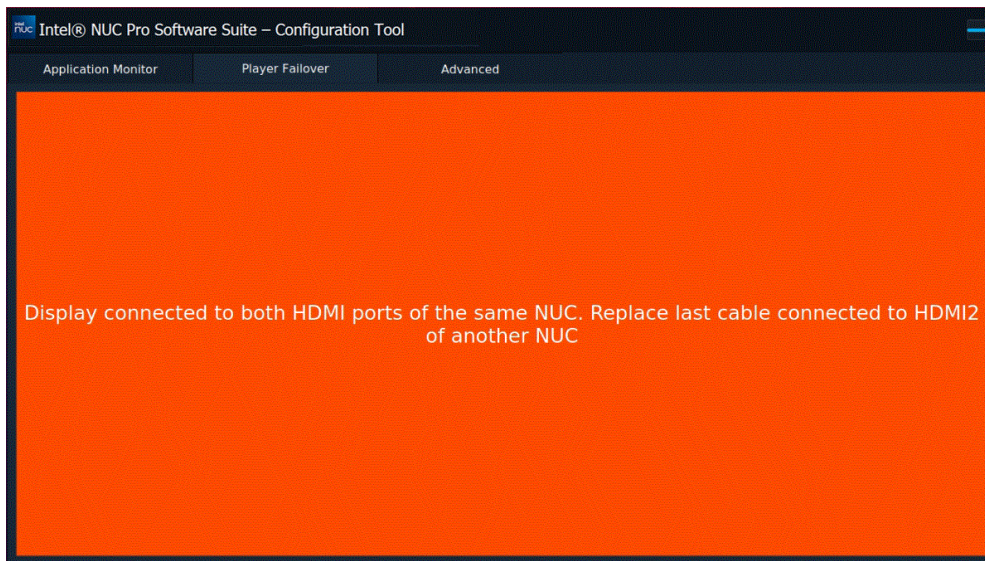 intel
nuc
Intel® NUC Pro Software Suite – Configuration Tool
Application Monitor Player Failover Advanced
Display connected to both HDMI ports of the same NUC. Replace last cable connected to HDMI2
of another NUC